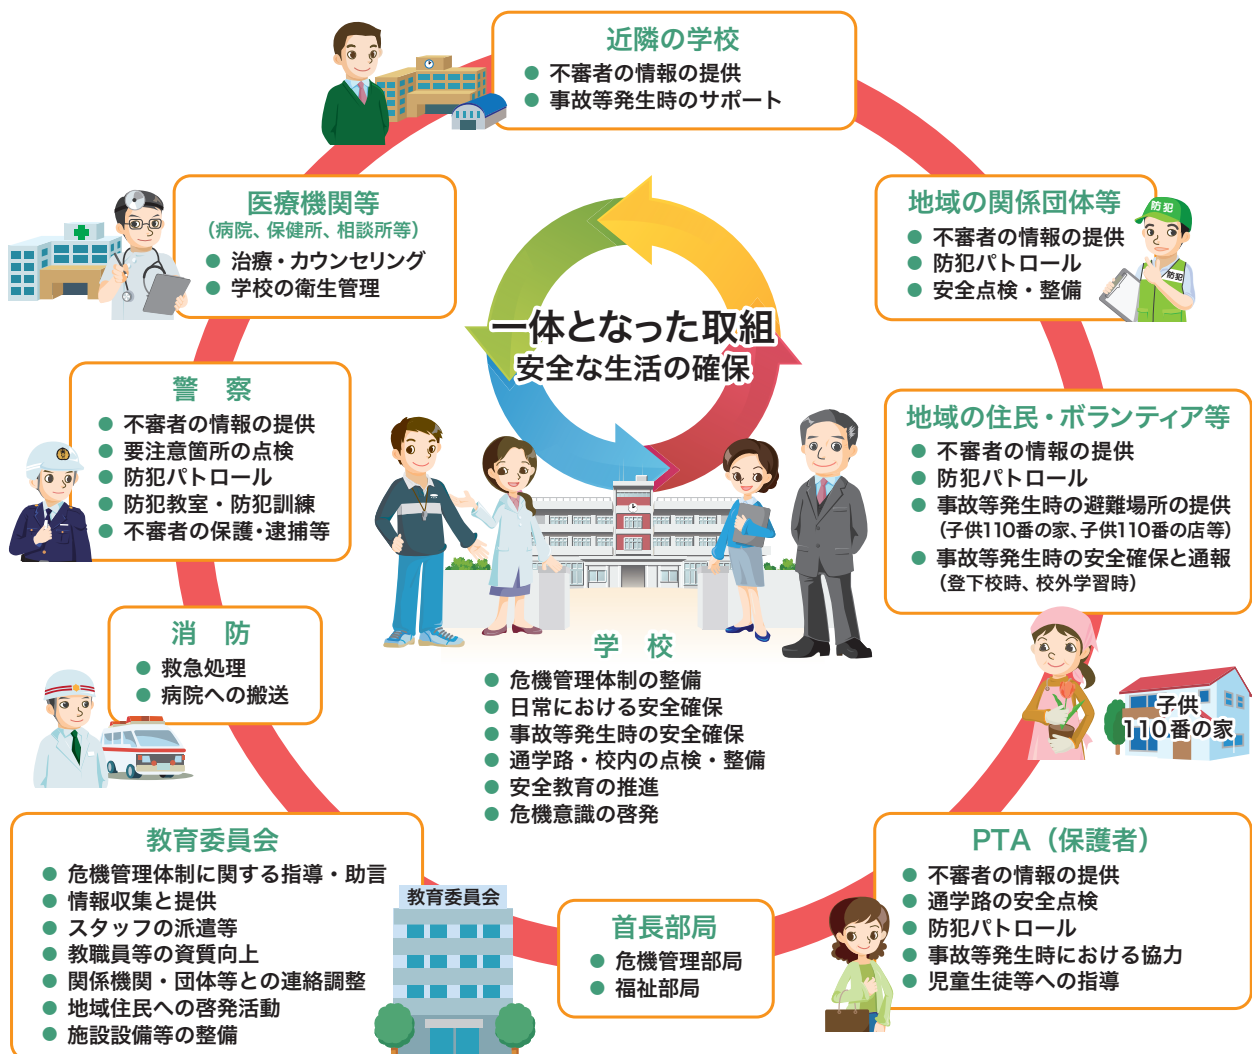 近隣の学校
● 不審者の情報の提供
● 事故等発生時のサポート
医療機関等
（病院、保健所、相談所等）
● 治療・カウンセリング
● 学校の衛生管理
地域の関係団体等
● 不審者の情報の提供
● 防犯パトロール
● 安全点検・整備
防犯
防犯
一体となった取組
安全な生活の確保
警　察
● 不審者の情報の提供
● 要注意箇所の点検
● 防犯パトロール
● 防犯教室・防犯訓練
● 不審者の保護・逮捕等
地域の住民・ボランティア等
● 不審者の情報の提供
● 防犯パトロール
● 事故等発生時の避難場所の提供
（子供110番の家、子供110番の店等）
● 事故等発生時の安全確保と通報
（登下校時、校外学習時）
消　防
● 救急処理
● 病院への搬送
学　校
● 危機管理体制の整備
● 日常における安全確保
● 事故等発生時の安全確保
● 通学路・校内の点検・整備
● 安全教育の推進
● 危機意識の啓発
子供
110番の家
教育委員会
● 危機管理体制に関する指導・助言
● 情報収集と提供
● スタッフの派遣等
● 教職員等の資質向上
● 関係機関・団体等との連絡調整
● 地域住民への啓発活動
● 施設設備等の整備
教育委員会
首長部局
● 危機管理部局
● 福祉部局
PTA（保護者）
● 不審者の情報の提供
● 通学路の安全点検
● 防犯パトロール
● 事故等発生時における協力
● 児童生徒等への指導